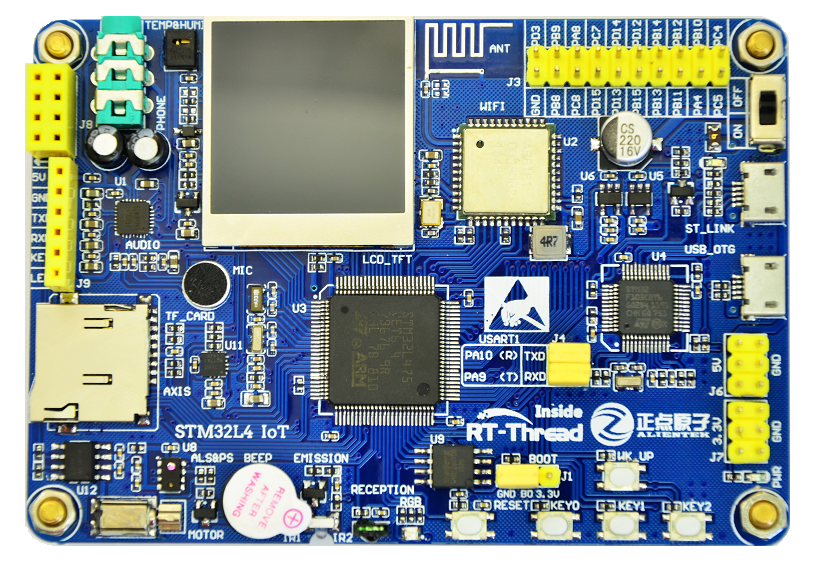 TEMP&HUMI
ANT
WIFI
J3
PD3 PB9 PA8 PC7 PD14 PD12 PB14 PB12 PB10 PC4
GND PB8 PC8 PD15 PD13 PB15 PB13 PB11 PA4 PC5
OFF
ON
J8
PHONE
U2
CS
220
16V
U6
U5
5V
GND
TXD
RXD
J9
U1
AUDIO
4R7
ST_LINK
USB_OTG
LCD_TFT
U4
MIC
U3
STM32L475
ARM
TF_CARD
U11
AXIS
USART1
J4
PA10 (R) TXD
PA9 (T) RXD
5V
GND
J6
3.3V
GND
J7
PWR
STM32L4 IoT
Inside
RT-Thread
正点原子
ALIENTEK
U9
U8
U12
ALS&PS
BEEP
EMISSION
BOOT
J1
GND B0 3.3V
WK_UP
REMOVE
AFTER
WASHING
RECEPTION
RGB
MOTOR
IR1
IR2
RESET
KEY0
KEY1
KEY2